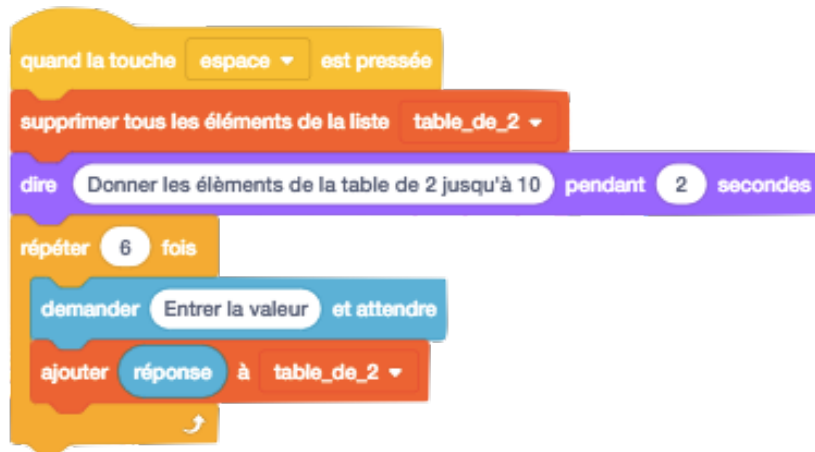 quand la touche espace est pressée
supprimer tous les éléments de la liste table_de_2
dire Donner les élèments de la table de 2 jusqu'à 10 pendant 2 secondes
répéter 6 fois
demander Entrer la valeur et attendre
ajouter réponse à table_de_2